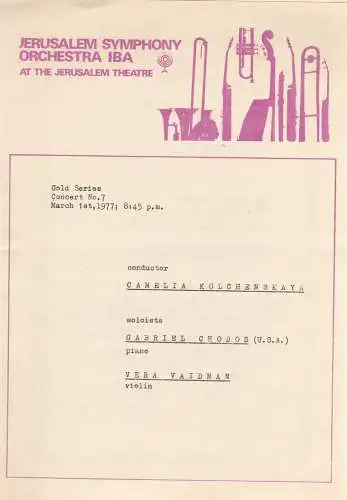 JERUSALEM SYMPHONY
ORCHESTRA IBA
AT THE JERUSALEM THEATRE
Gold Series
Concert No.7
March 1st,1977; 8:45 p.m.
conductor
CAMELIA KOLCHENSKAYA
soloists
GABRIEL CHODOS (U.S.A.)
piano
VERA VAIDMAN
violin